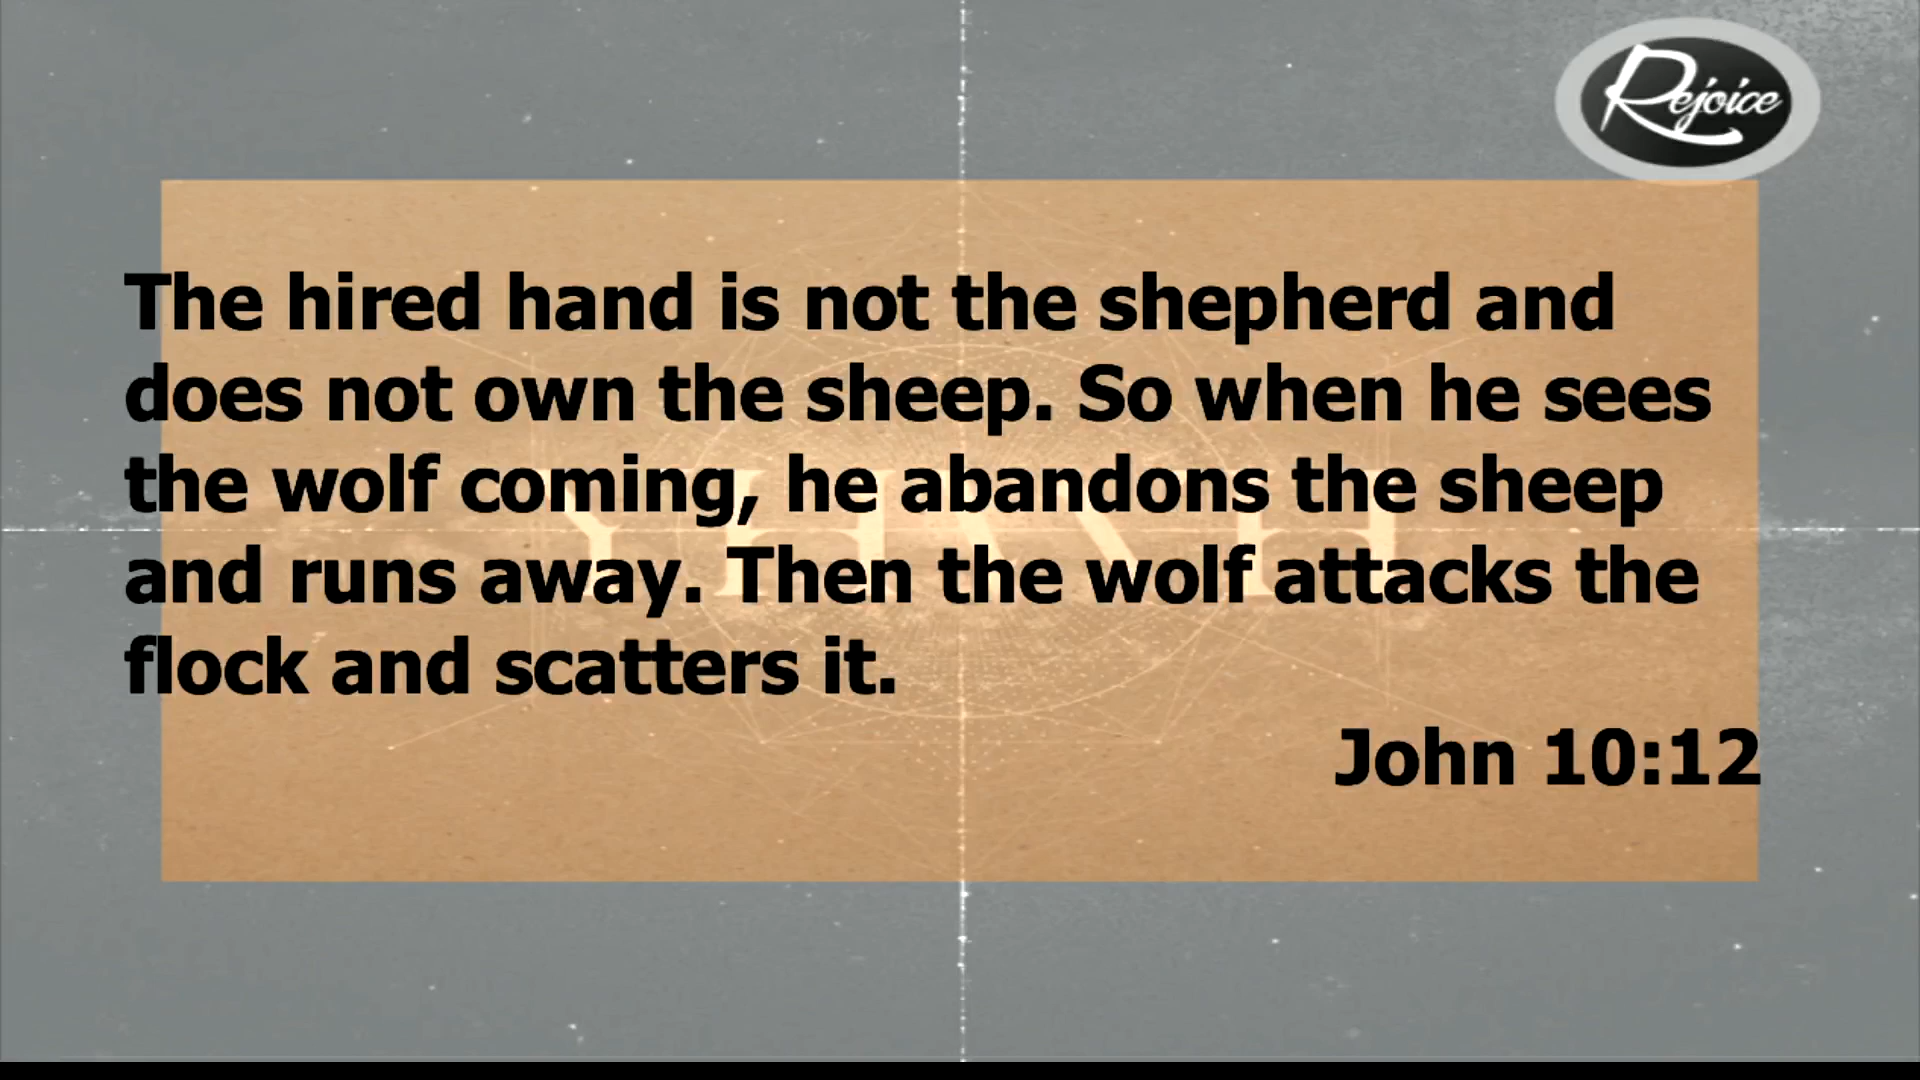 Rejoice
The hired hand is not the shepherd and
does not own the sheep. So when he sees
the wolf coming, he abandons the sheep
and runs away. Then the wolf attacks the
flock and scatters it.
John 10:12
YHWH